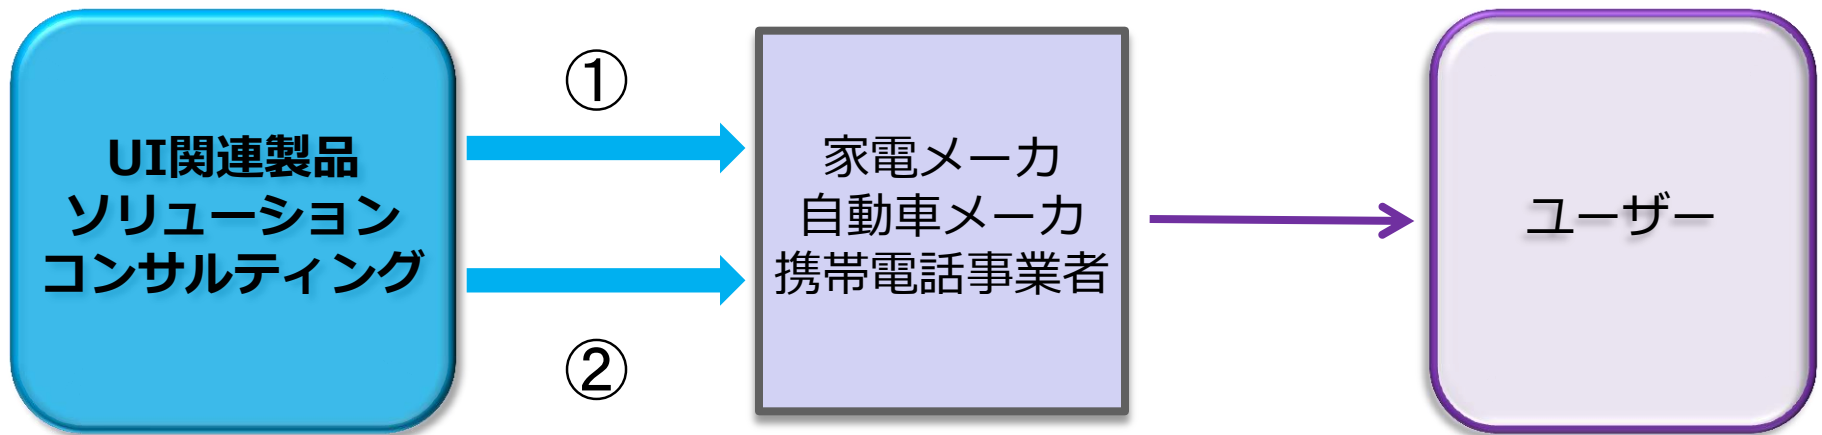 UI関連製品
ソリューション
コンサルティング
①
②
家電メーカ
自動車メーカ
携帯電話事業者
ユーザー